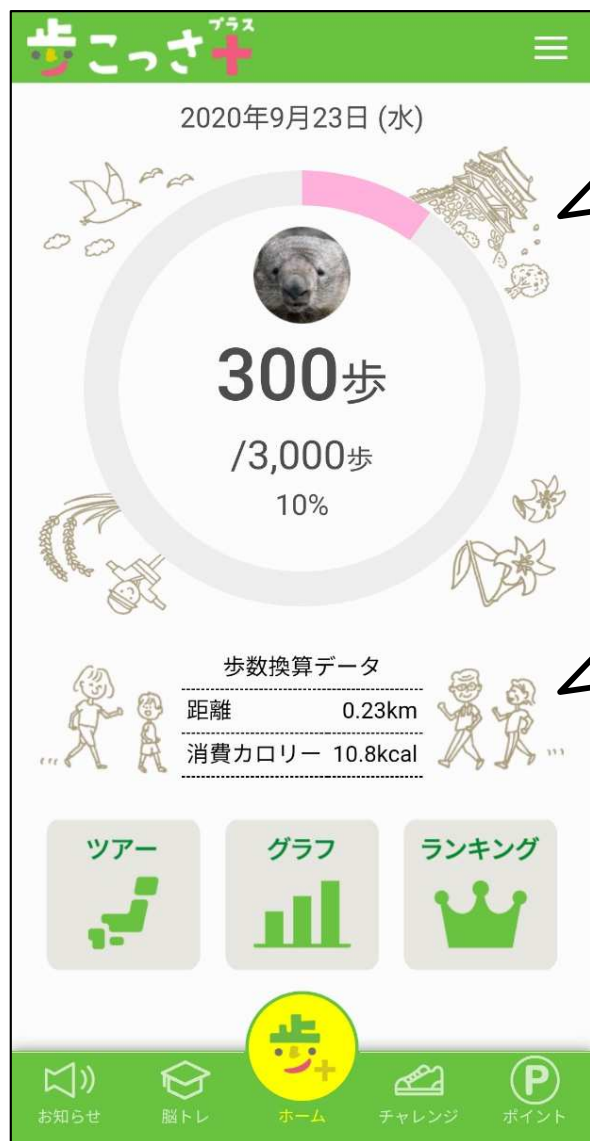 プラス
歩こっさ+
2020年9月23日 (水)
300歩
/3,000歩
10%
歩数換算データ
距離 0.23km
消費カロリー 10.8kcal
ツアー グラフ ランキング
歩+
お知らせ 脳トレ ホーム チャレンジ P ポイント